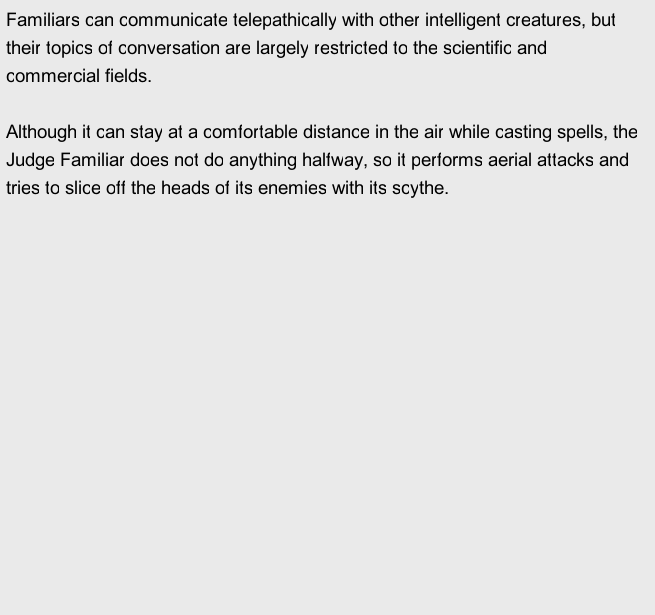 Familiars can communicate telepathically with other intelligent creatures, but
their topics of conversation are largely restricted to the scientific and
commercial fields.
Although it can stay at a comfortable distance in the air while casting spells, the
Judge Familiar does not do anything halfway, so it performs aerial attacks and
tries to slice off the heads of its enemies with its scythe.